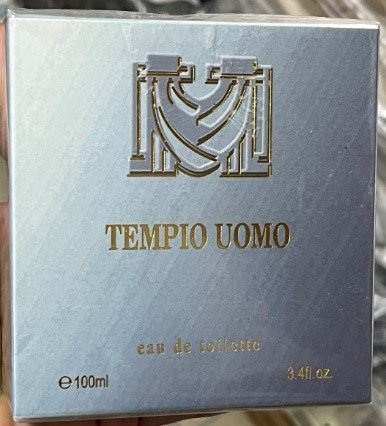 TEMPIO UOMO
eau de toilette
℮100ml 3.4fl.oz.